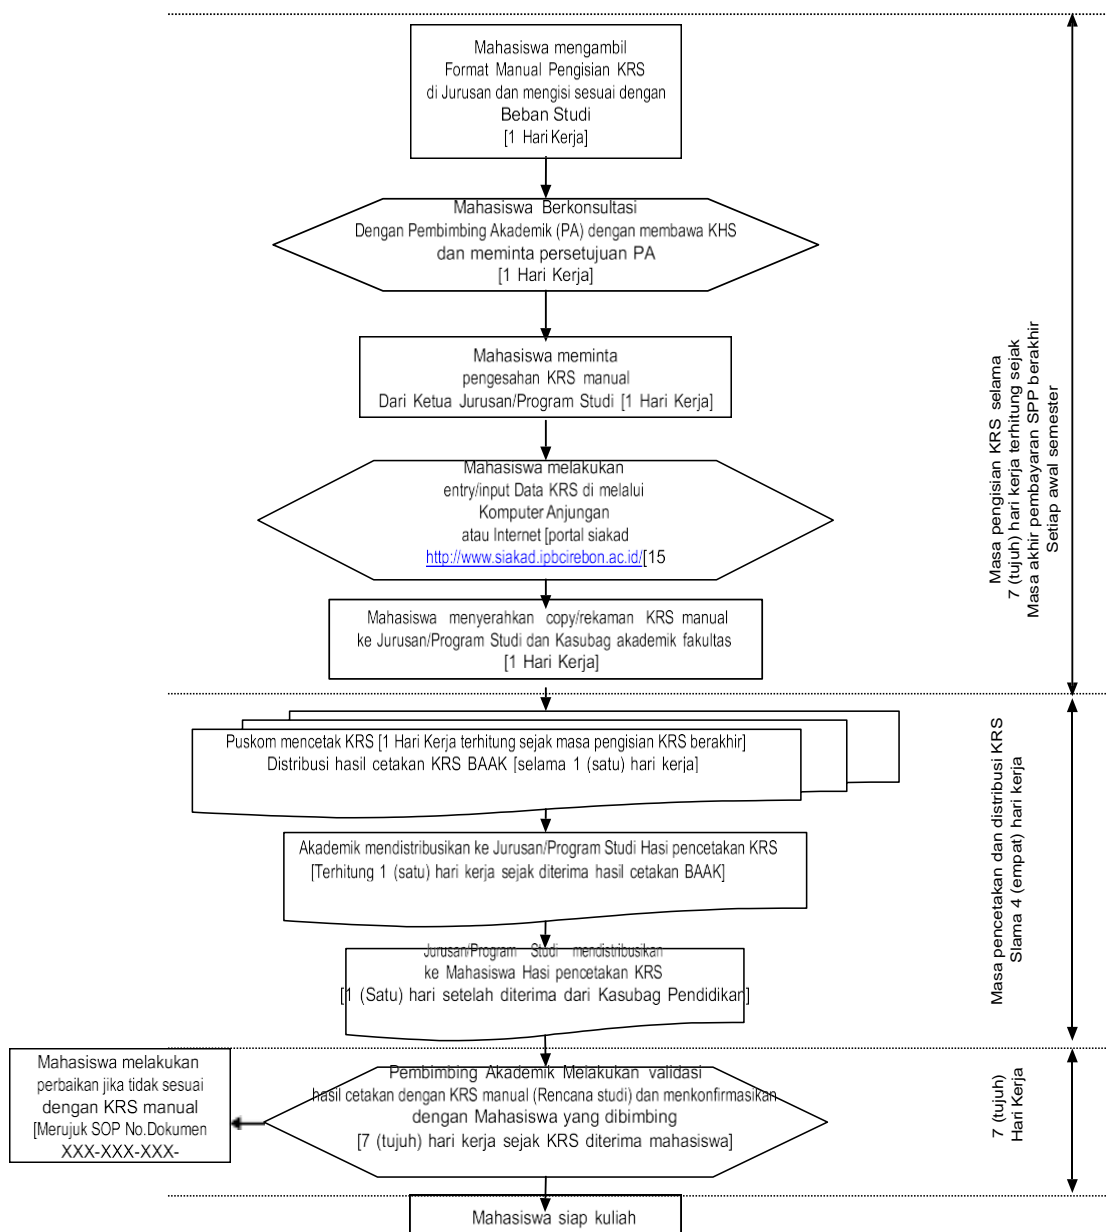 Mahasiswa mengambil
Format Manual Pengisian KRS
di Jurusan dan mengisi sesuai dengan
Beban Studi
[1 Hari Kerja]
Mahasiswa Berkonsultasi
Dengan Pembimbing Akademik (PA) dengan membawa KHS
dan meminta persetujuan PA
[1 Hari Kerja]
Mahasiswa meminta
pengesahan KRS manual
Dari Ketua Jurusan/Program Studi [1 Hari Kerja]
Mahasiswa melakukan
entry/input Data KRS di melalui
Komputer Anjungan
atau Internet [portal siakad
http://www.siakad.ipbcirebon.ac.id/[15
Mahasiswa menyerahkan copy/rekaman KRS manual
ke Jurusan/Program Studi dan Kasubag akademik fakultas
[1 Hari Kerja]
Masa pengisian KRS selama
7 (tujuh) hari kerja terhitung sejak
Masa akhir pembayaran SPP berakhir
Setiap awal semester
Puskom mencetak KRS [1 Hari Kerja terhitung sejak masa pengisian KRS berakhir]
Distribusi hasil cetakan KRS BAAK [selama 1 (satu) hari kerja]
Akademik mendistribusikan ke Jurusan/Program Studi Hasi pencetakan KRS
[Terhitung 1 (satu) hari kerja sejak diterima hasil cetakan BAAK]
Jurusan/Program Studi mendistribusikan
ke Mahasiswa Hasi pencetakan KRS
[1 (Satu) hari setelah diterima dari Kasubag Pendidikan]
Masa pencetakan dan distribusi KRS
Slama 4 (empat) hari kerja
Mahasiswa melakukan
perbaikan jika tidak sesuai
dengan KRS manual
[Merujuk SOP No.Dokumen
XXX-XXX-XXX-
Pembimbing Akademik Melakukan validasi
hasil cetakan dengan KRS manual (Rencana studi) dan menkonfirmasikan
dengan Mahasiswa yang dibimbing
[7 (tujuh) hari kerja sejak KRS diterima mahasiswa]
7 (tujuh)
Hari Kerja
Mahasiswa siap kuliah